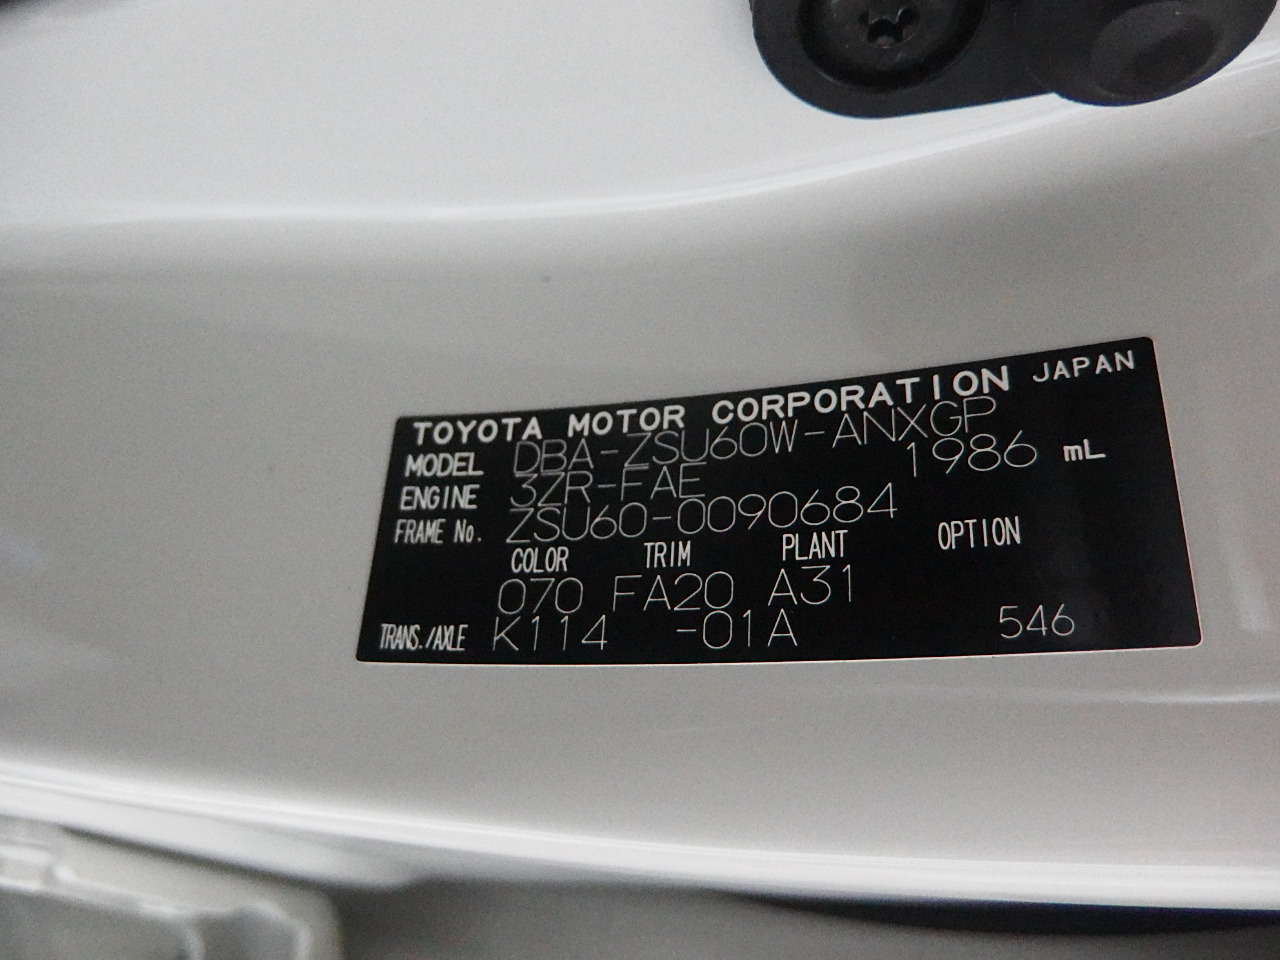 TOYOTA MOTOR CORPORATION JAPAN
MODEL DBA-ZSU60W-ANXGP
ENGINE 3ZR-FAE 1986 mL
FRAME No. ZSU60-0090684
COLOR TRIM PLANT OPTION
070 FA20 A31
TRANS./AXLE K114 -01A 546